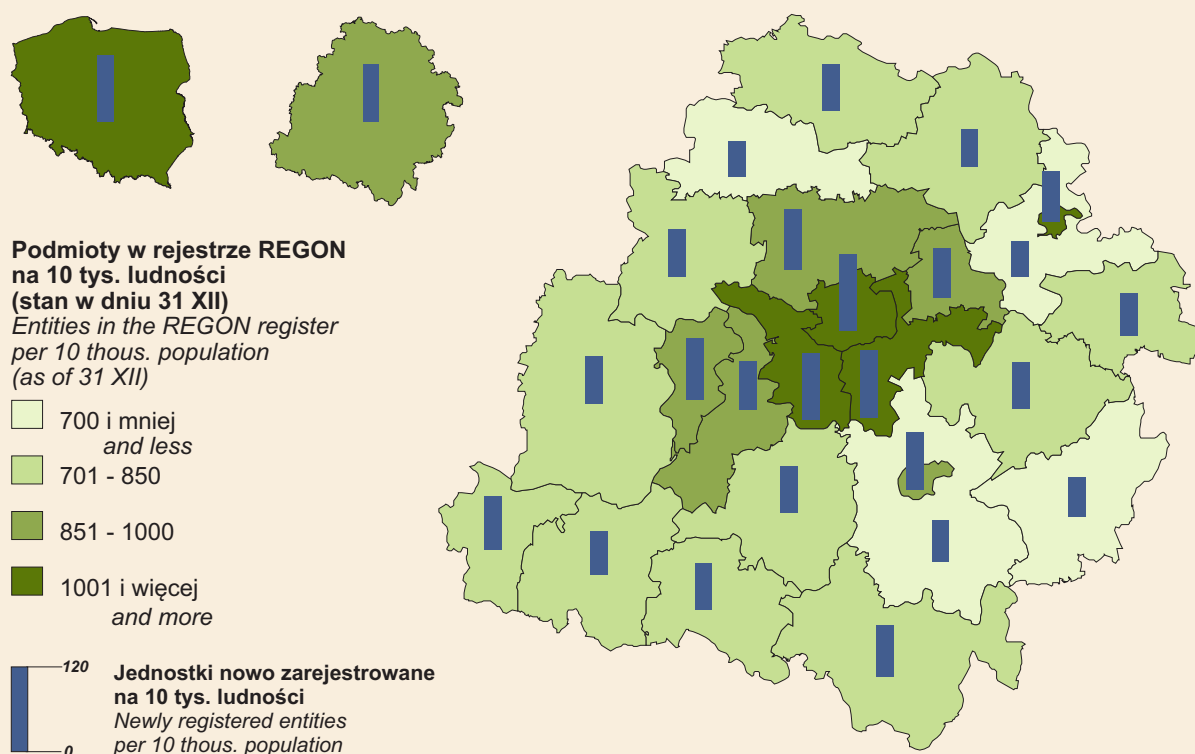 Podmioty w rejestrze REGON
na 10 tys. ludności
(stan w dniu 31 XII)
Entities in the REGON register
per 10 thous. population
(as of 31 XII)
700 i mniej
and less
701 - 850
851 - 1000
1001 i więcej
and more
120
Jednostki nowo zarejestrowane
na 10 tys. ludności
Newly registered entities
per 10 thous. population
0